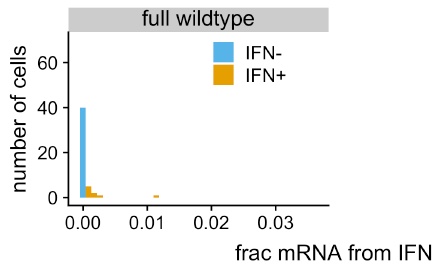 full wildtype
IFN-
IFN+
number of cells
60
40
20
0
0.00 0.01 0.02 0.03
frac mRNA from IFN